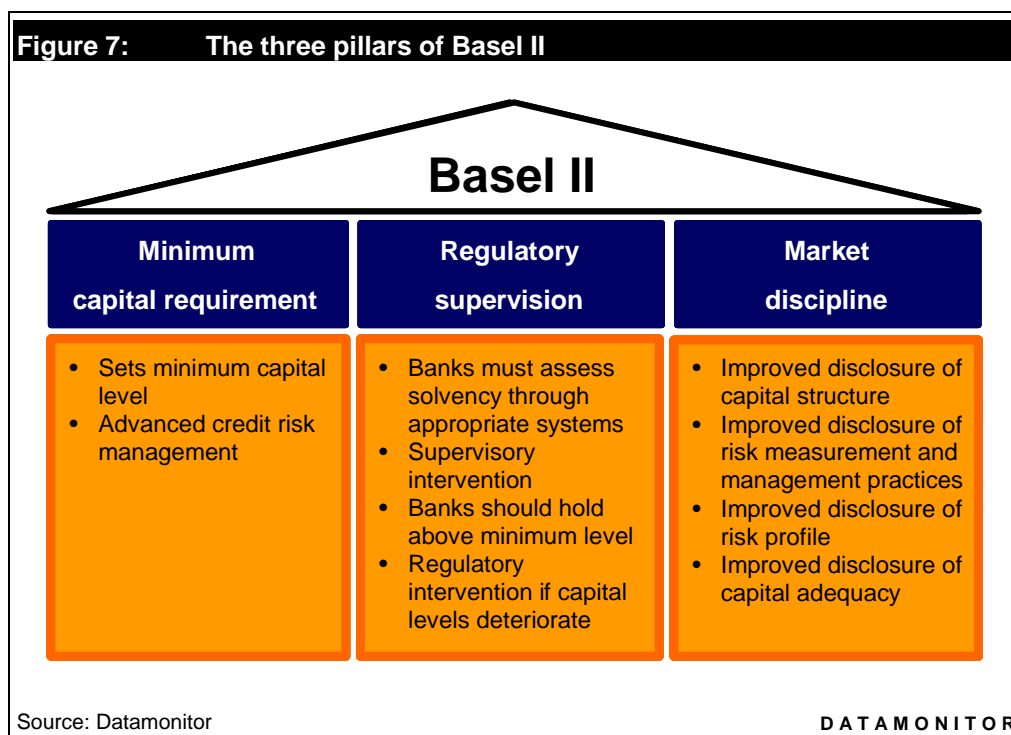 Figure 7: The three pillars of Basel II
Basel II
Minimum
capital requirement
Regulatory
supervision
Market
discipline
• Sets minimum capital
level
• Advanced credit risk
management
• Banks must assess
solvency through
appropriate systems
• Supervisory
intervention
• Banks should hold
above minimum level
• Regulatory
intervention if capital
levels deteriorate
• Improved disclosure of
capital structure
• Improved disclosure of
risk measurement and
management practices
• Improved disclosure of
risk profile
• Improved disclosure of
capital adequacy
Source: Datamonitor
DATAMONITOR